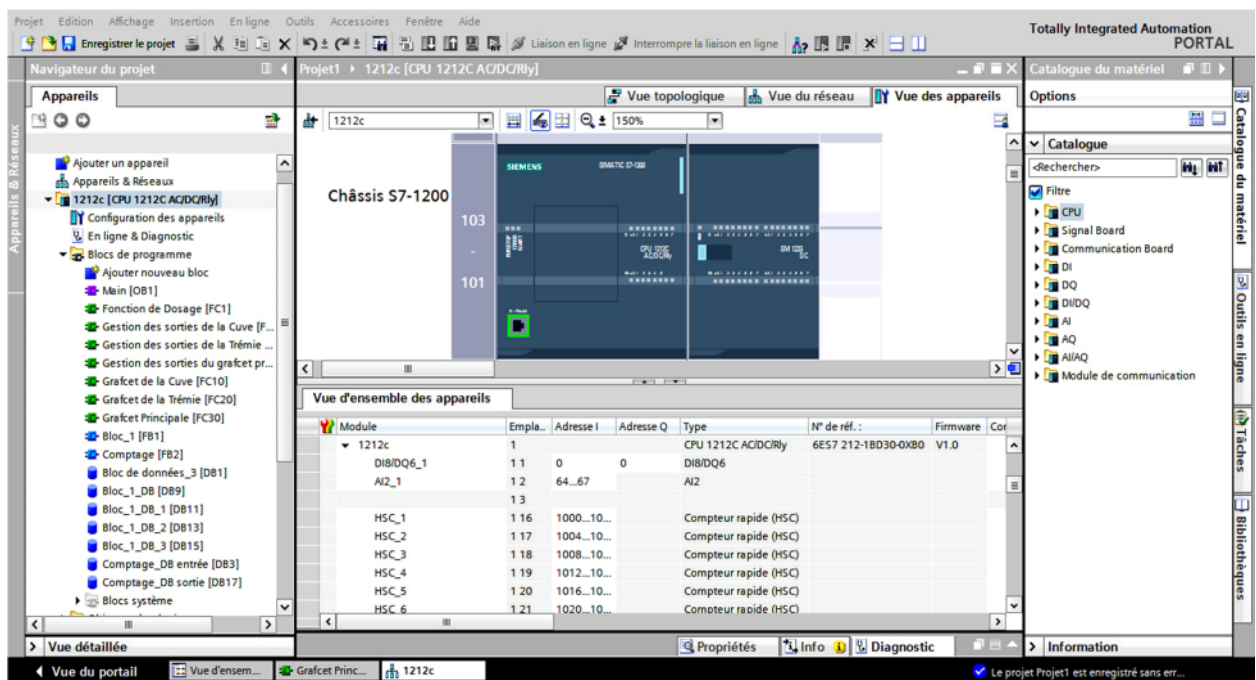 Projet Edition Affichage Insertion En ligne Outils Accessoires Fenêtre Aide
Totally Integrated Automation
PORTAL
Enregistrer le projet Liaison en ligne Interrompre la liaison en ligne
Navigateur du projet
Projet1 1212c [CPU 1212C AC/DC/Rly]
Catalogue du matériel
Appareils
Vue topologique Vue du réseau Vue des appareils
Options
1212c 150%
Appareils & Réseaux
Ajouter un appareil
Appareils & Réseaux
1212c [CPU 1212C AC/DC/Rly]
Configuration des appareils
En ligne & Diagnostic
Blocs de programme
Ajouter nouveau bloc
Main [OB1]
Fonction de Dosage [FC1]
Gestion des sorties de la Cuve [F...
Gestion des sorties de la Trémie ...
Gestion des sorties du grafcet pr...
Grafcet de la Cuve [FC10]
Grafcet de la Trémie [FC20]
Grafcet Principale [FC30]
Bloc_1 [FB1]
Comptage [FB2]
Bloc de données_3 [DB1]
Bloc_1_DB [DB9]
Bloc_1_DB_1 [DB11]
Bloc_1_DB_2 [DB13]
Bloc_1_DB_3 [DB15]
Comptage_DB entrée [DB3]
Comptage_DB sortie [DB17]
Blocs système
Vue détaillée
Châssis S7-1200
103
-
101
SIEMENS
SIMATIC S7-1200
CPU 1212C
AC/DC/Rly
SM 1223
DC
Vue d'ensemble des appareils
Module Empla... Adresse I Adresse Q Type N° de réf. : Firmware Cor
1212c 1 CPU 1212C AC/DC/Rly 6ES7 212-1BD30-0XB0 V1.0
DI8/DQ6_1 1 1 0 0 DI8/DQ6
AI2_1 1 2 64...67 AI2
1 3
HSC_1 1 16 1000...10... Compteur rapide (HSC)
HSC_2 1 17 1004...10... Compteur rapide (HSC)
HSC_3 1 18 1008...10... Compteur rapide (HSC)
HSC_4 1 19 1012...10... Compteur rapide (HSC)
HSC_5 1 20 1016...10... Compteur rapide (HSC)
HSC_6 1 21 1020...10... Compteur rapide (HSC)
Propriétés Info Diagnostic
Catalogue
<Rechercher>
Filtre
CPU
Signal Board
Communication Board
DI
DQ
DI/DQ
AI
AQ
AI/AQ
Module de communication
Information
Catalogue du matériel
Outils en ligne
Tâches
Bibliothèques
Vue du portail Vue d'ensem... Grafcet Princ... 1212c Le projet Projet1 est enregistré sans err...